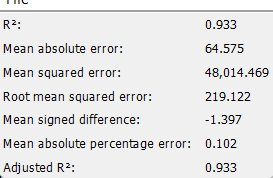 R²: 0.933
Mean absolute error: 64.575
Mean squared error: 48,014.469
Root mean squared error: 219.122
Mean signed difference: -1.397
Mean absolute percentage error: 0.102
Adjusted R²: 0.933